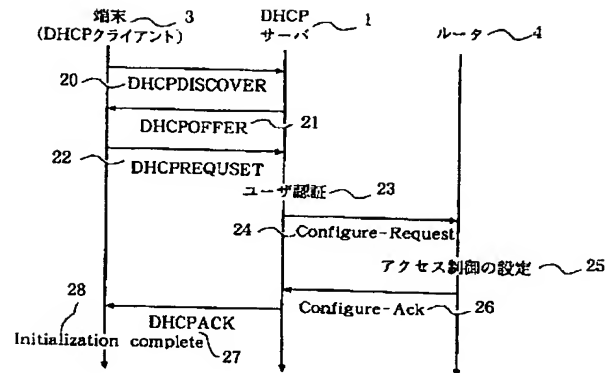 端末 3
(DHCPクライアント)
DHCP
サーバ 1
ルータ 4
20 DHCPDISCOVER
DHCPOFFER 21
22 DHCPREQUSET
ユーザ認証 23
24 Configure-Request
アクセス制御の設定 25
Configure-Ack 26
28
DHCPACK
27
Initialization complete